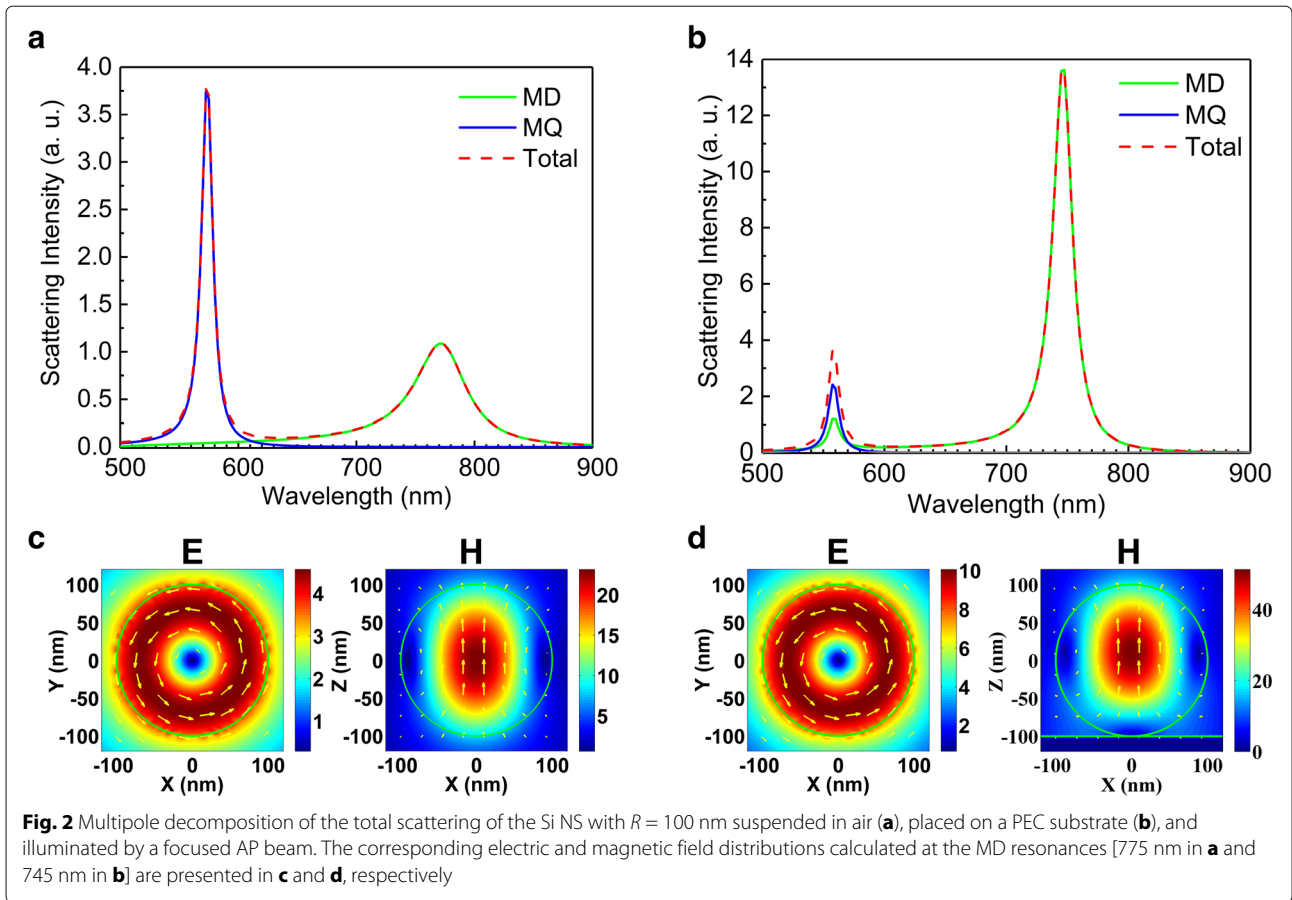 a
b
4.0
3.5
3.0
2.5
2.0
1.5
1.0
0.5
0.0
500 600 700 800 900
Wavelength (nm)
Scattering Intensity (a. u.)
MD
MQ
Total
14
12
10
8
6
4
2
0
500 600 700 800 900
Wavelength (nm)
Scattering Intensity (a. u.)
MD
MQ
Total
c
E
100
50
0
-50
-100
Y (nm)
-100 0 100
X (nm)
4
3
2
1
H
100
50
0
-50
-100
Z (nm)
-100 0 100
X (nm)
20
15
10
5
d
E
100
50
0
-50
-100
Y (nm)
-100 0 100
X (nm)
10
8
6
4
2
H
100
50
0
-50
-100
Z (nm)
-100 0 100
X (nm)
40
20
0
Fig. 2 Multipole decomposition of the total scattering of the Si NS with R = 100 nm suspended in air (a), placed on a PEC substrate (b), and
illuminated by a focused AP beam. The corresponding electric and magnetic field distributions calculated at the MD resonances [775 nm in a and
745 nm in b] are presented in c and d, respectively